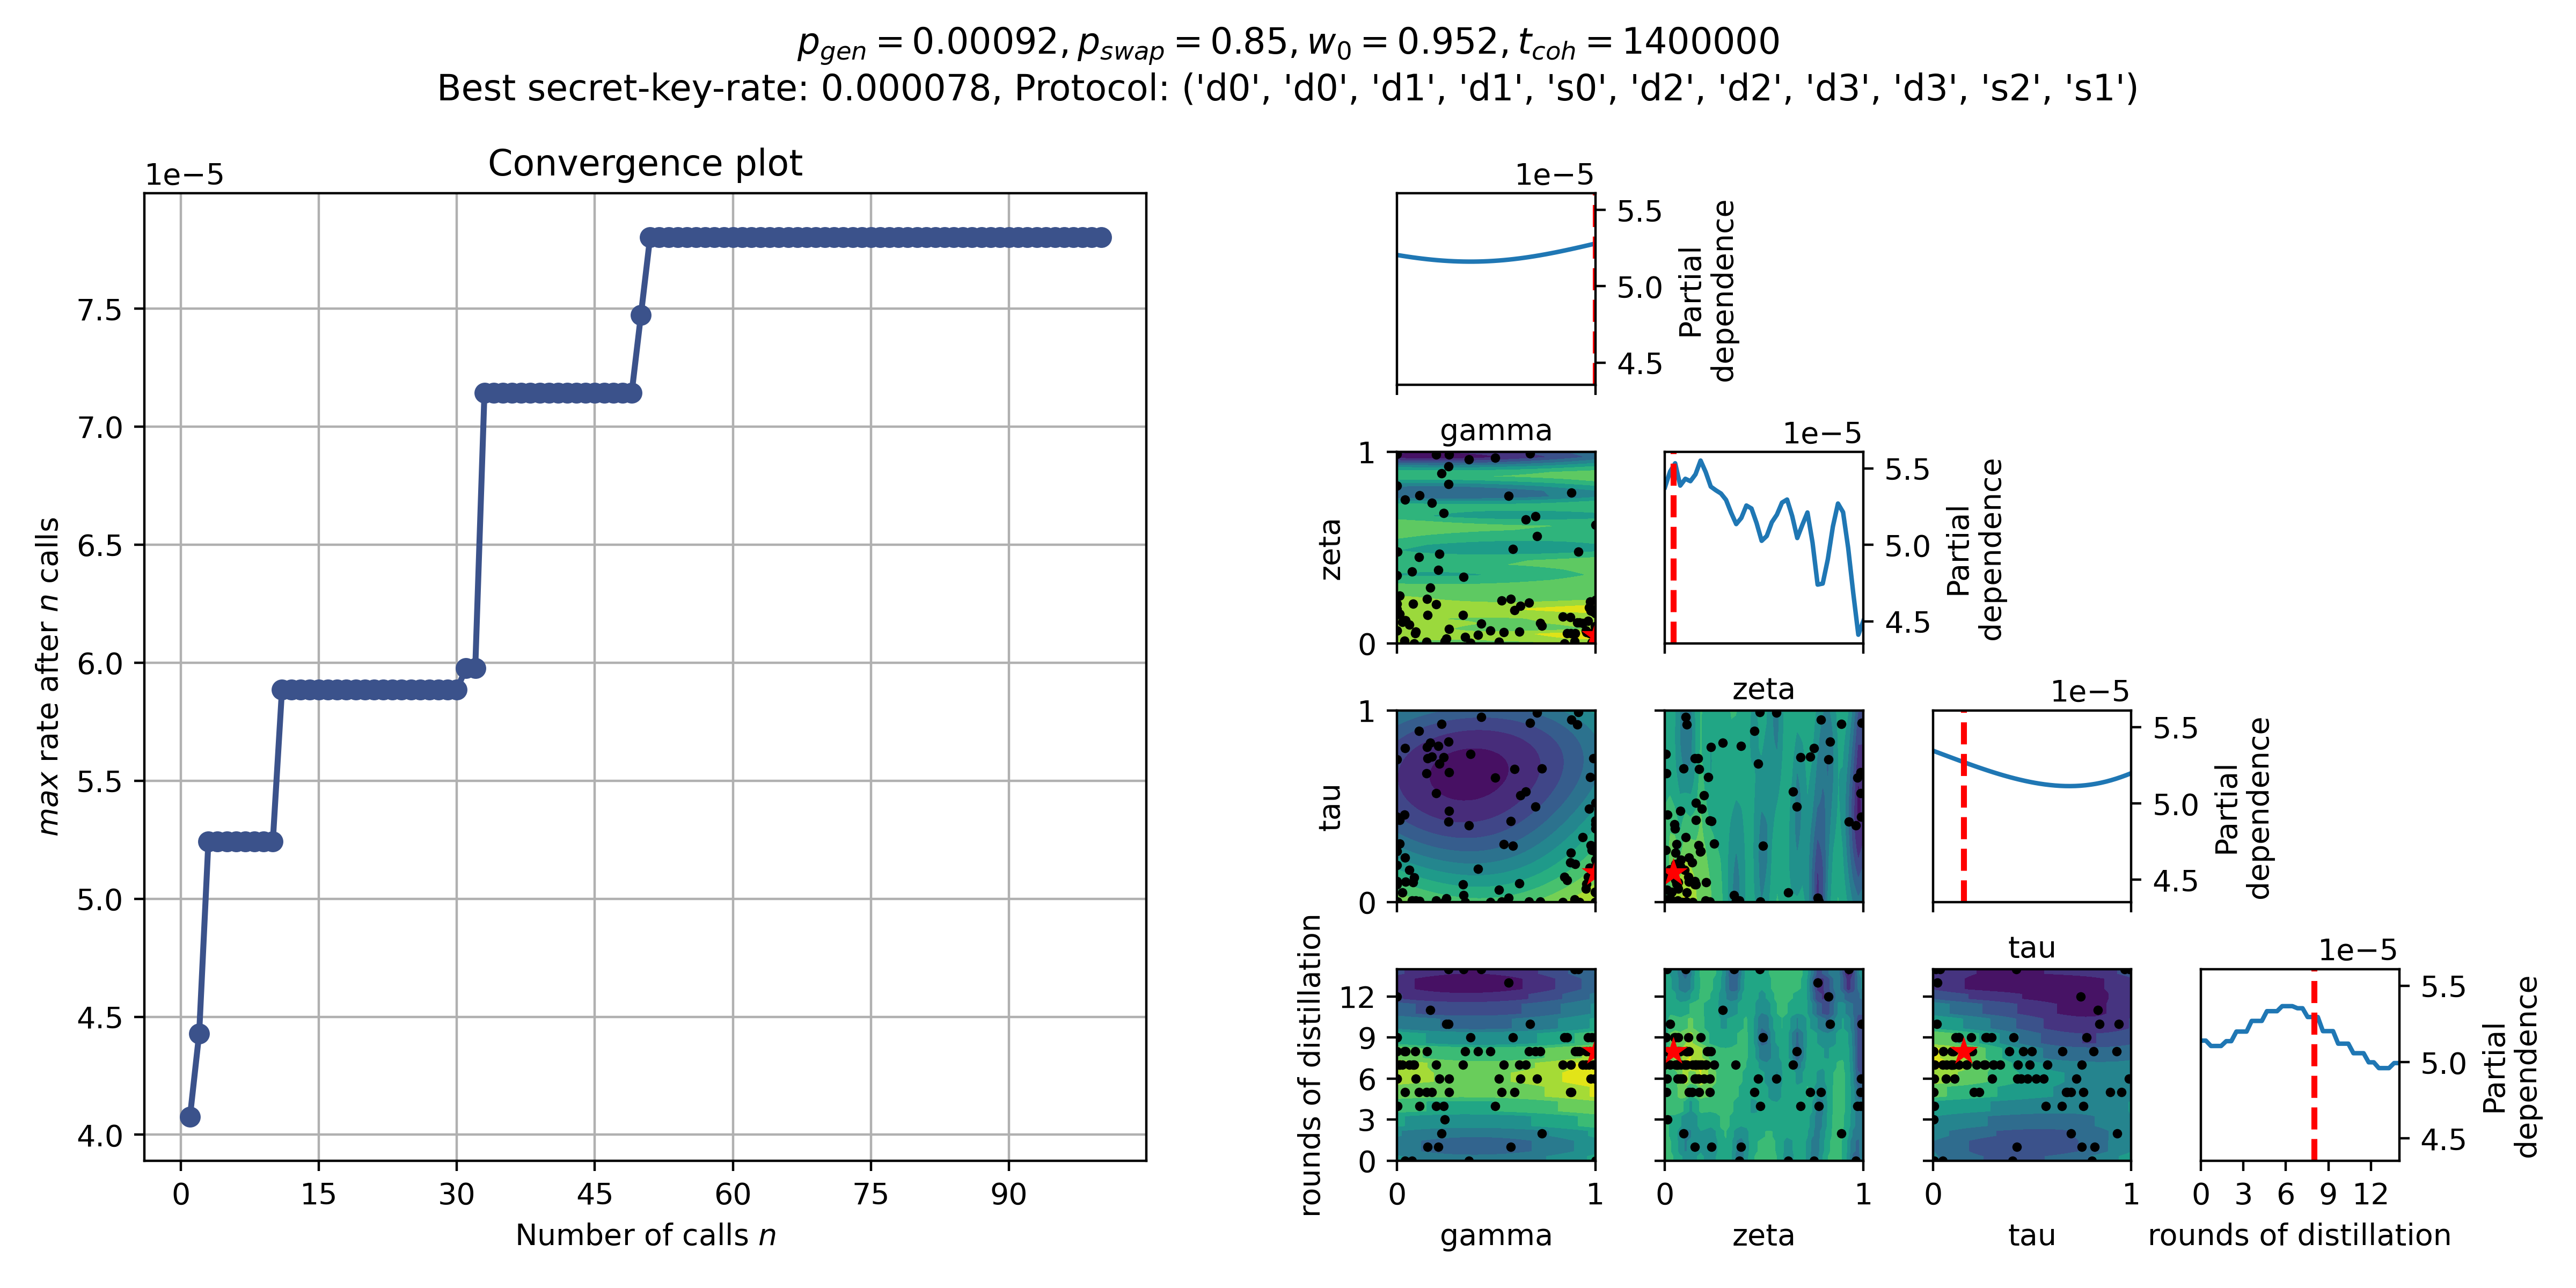 p_gen = 0.00092, p_swap = 0.85, w_0 = 0.952, t_coh = 1400000
Best secret-key-rate: 0.000078, Protocol: ('d0', 'd0', 'd1', 'd1', 's0', 'd2', 'd2', 'd3', 'd3', 's2', 's1')
Convergence plot
1e−5
7.5
7.0
6.5
6.0
5.5
5.0
4.5
4.0
max rate after n calls
0 15 30 45 60 75 90
Number of calls n
1e−5
5.5
5.0
4.5
Partial
dependence
gamma
1
0
zeta
1e−5
5.5
5.0
4.5
Partial
dependence
zeta
1
0
tau
1e−5
5.5
5.0
4.5
Partial
dependence
tau
12
9
6
3
0
rounds of distillation
0 1
gamma
0 1
zeta
0 1
tau
1e−5
5.5
5.0
4.5
Partial
dependence
0 3 6 9 12
rounds of distillation